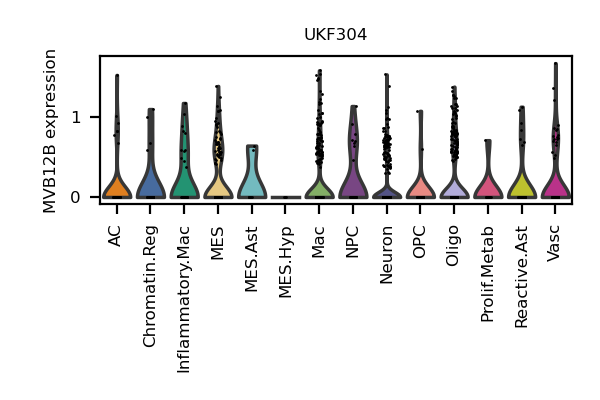 UKF304
MVB12B expression
1
0
AC
Chromatin.Reg
Inflammatory.Mac
MES
MES.Ast
MES.Hyp
Mac
NPC
Neuron
OPC
Oligo
Prolif.Metab
Reactive.Ast
Vasc